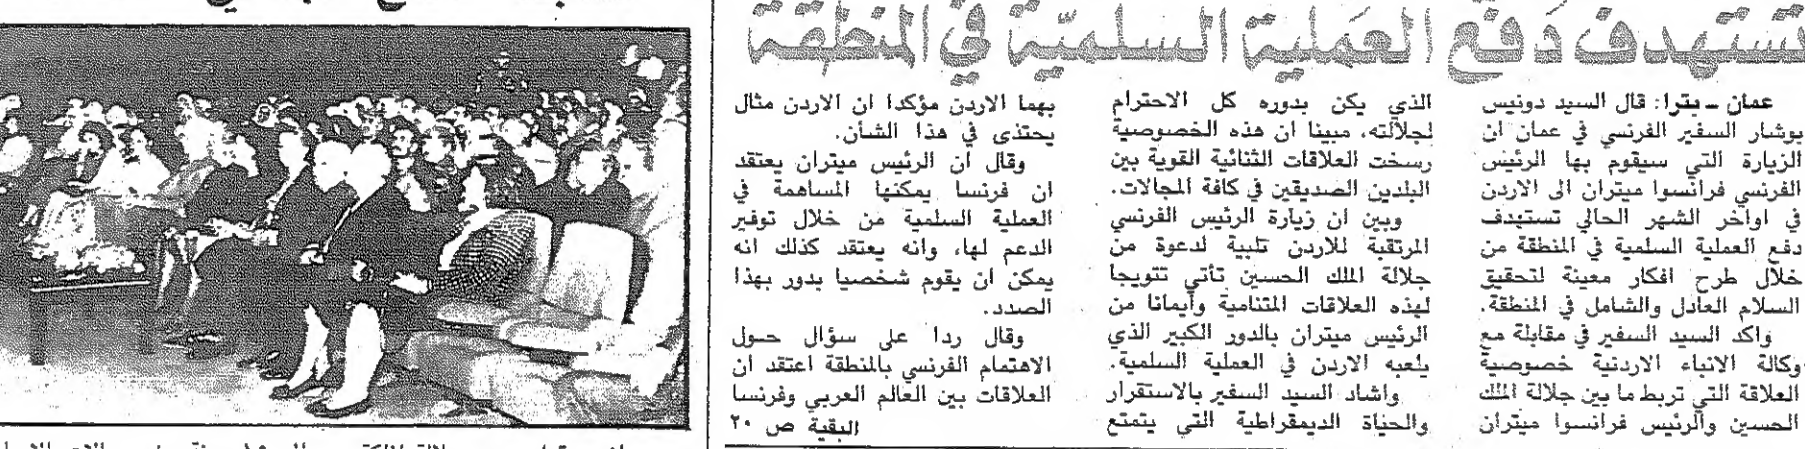 تستهدف دفع العملية السلمية في المنطقة
عمان ــ بترا: قال السيد دونيس
بوشار السفير الفرنسي في عمان ان
الزيارة التي سيقوم بها الرئيس
الفرنسي فرانسوا ميتران الى الاردن
في اواخر الشهر الحالي تستهدف
دفع العملية السلمية في المنطقة من
خلال طرح افكار معينة لتحقيق
السلام العادل والشامل في المنطقة.
واكد السيد السفير في مقابلة مع
وكالة الانباء الاردنية خصوصية
العلاقة التي تربط ما بين جلالة الملك
الحسين والرئيس فرانسوا ميتران
الذي يكن بدوره كل الاحترام
لجلالته، مبينا ان هذه الخصوصية
رسخت العلاقات الثنائية القوية بين
البلدين الصديقين في كافة المجالات.
وبين ان زيارة الرئيس الفرنسي
المرتقبة للاردن تلبية لدعوة من
جلالة الملك الحسين تأتي تتويجا
لهذه العلاقات المتنامية وأيمانا من
الرئيس ميتران بالدور الكبير الذي
يلعبه الاردن في العملية السلمية.
واشاد السيد السفير بالاستقرار
والحياة الديمقراطية التي يتمتع
بهما الاردن مؤكدا ان الاردن مثال
يحتذى في هذا الشأن.
وقال ان الرئيس ميتران يعتقد
ان فرنسا يمكنها المساهمة في
العملية السلمية من خلال توفير
الدعم لها، وانه يعتقد كذلك انه
يمكن ان يقوم شخصيا بدور بهذا
الصدد.
وقال ردا على سؤال حول
الاهتمام الفرنسي بالمنطقة اعتقد ان
العلاقات بين العالم العربي وفرنسا
البقية ص ٢٠